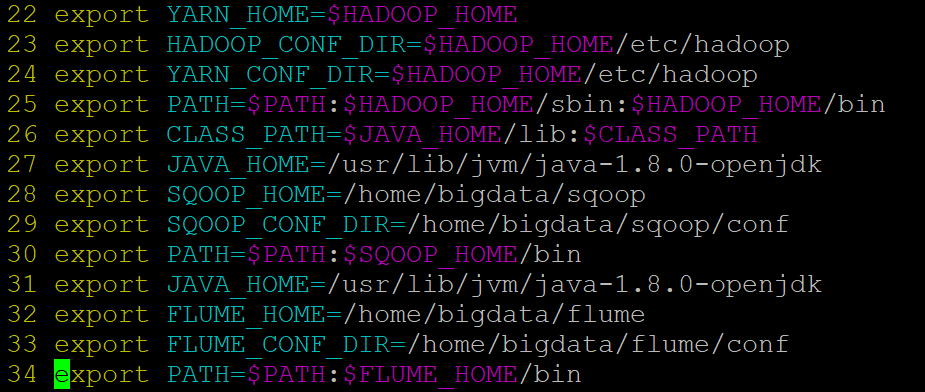 22 export YARN_HOME=$HADOOP_HOME
23 export HADOOP_CONF_DIR=$HADOOP_HOME/etc/hadoop
24 export YARN_CONF_DIR=$HADOOP_HOME/etc/hadoop
25 export PATH=$PATH:$HADOOP_HOME/sbin:$HADOOP_HOME/bin
26 export CLASS_PATH=$JAVA_HOME/lib:$CLASS_PATH
27 export JAVA_HOME=/usr/lib/jvm/java-1.8.0-openjdk
28 export SQOOP_HOME=/home/bigdata/sqoop
29 export SQOOP_CONF_DIR=/home/bigdata/sqoop/conf
30 export PATH=$PATH:$SQOOP_HOME/bin
31 export JAVA_HOME=/usr/lib/jvm/java-1.8.0-openjdk
32 export FLUME_HOME=/home/bigdata/flume
33 export FLUME_CONF_DIR=/home/bigdata/flume/conf
34 export PATH=$PATH:$FLUME_HOME/bin